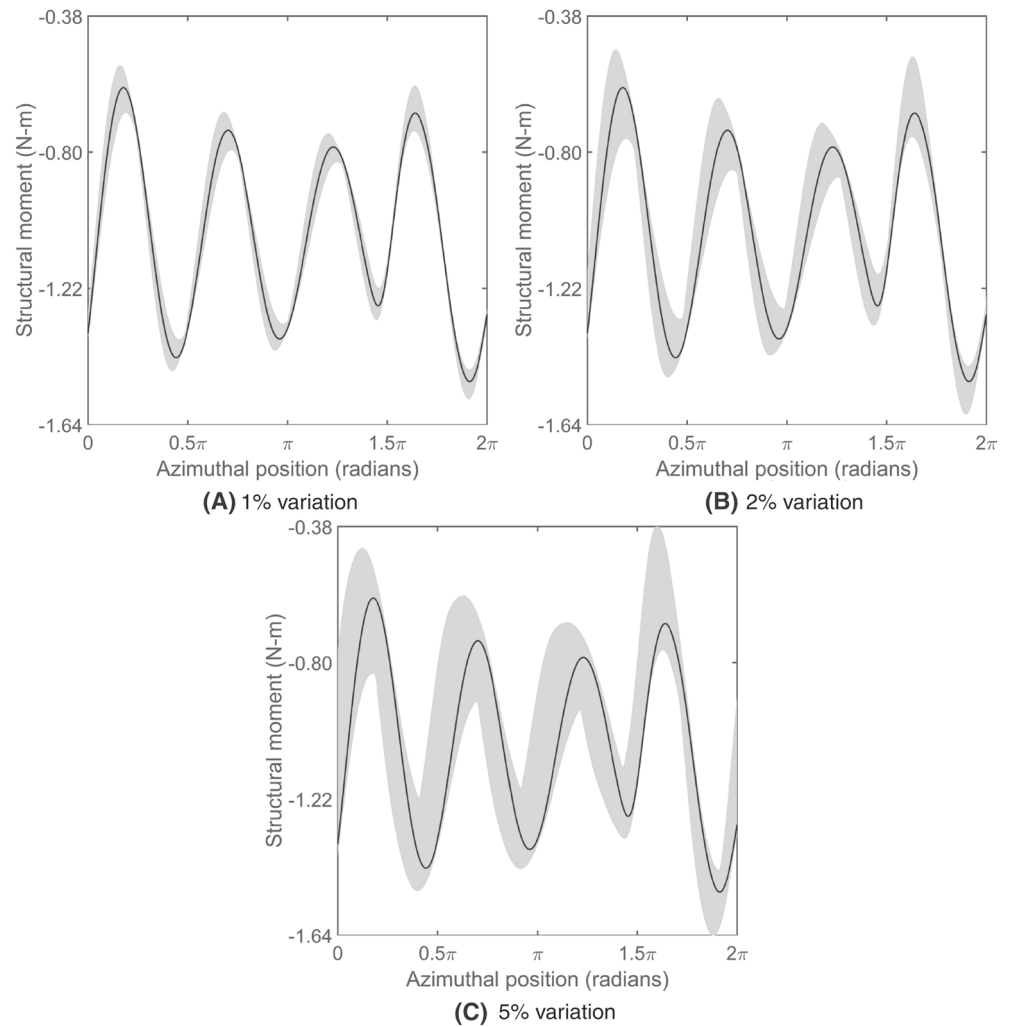 -0.38
-0.80
-1.22
-1.64
Structural moment (N-m)
0 0.5π π 1.5π 2π
Azimuthal position (radians)
(A) 1% variation
-0.38
-0.80
-1.22
-1.64
Structural moment (N-m)
0 0.5π π 1.5π 2π
Azimuthal position (radians)
(B) 2% variation
-0.38
-0.80
-1.22
-1.64
Structural moment (N-m)
0 0.5π π 1.5π 2π
Azimuthal position (radians)
(C) 5% variation